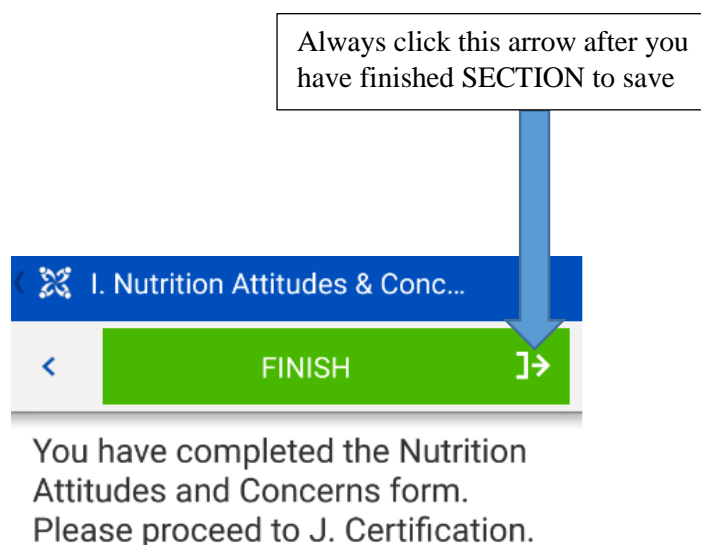 Always click this arrow after you
have finished SECTION to save
I. Nutrition Attitudes & Conc...
FINISH
You have completed the Nutrition
Attitudes and Concerns form.
Please proceed to J. Certification.